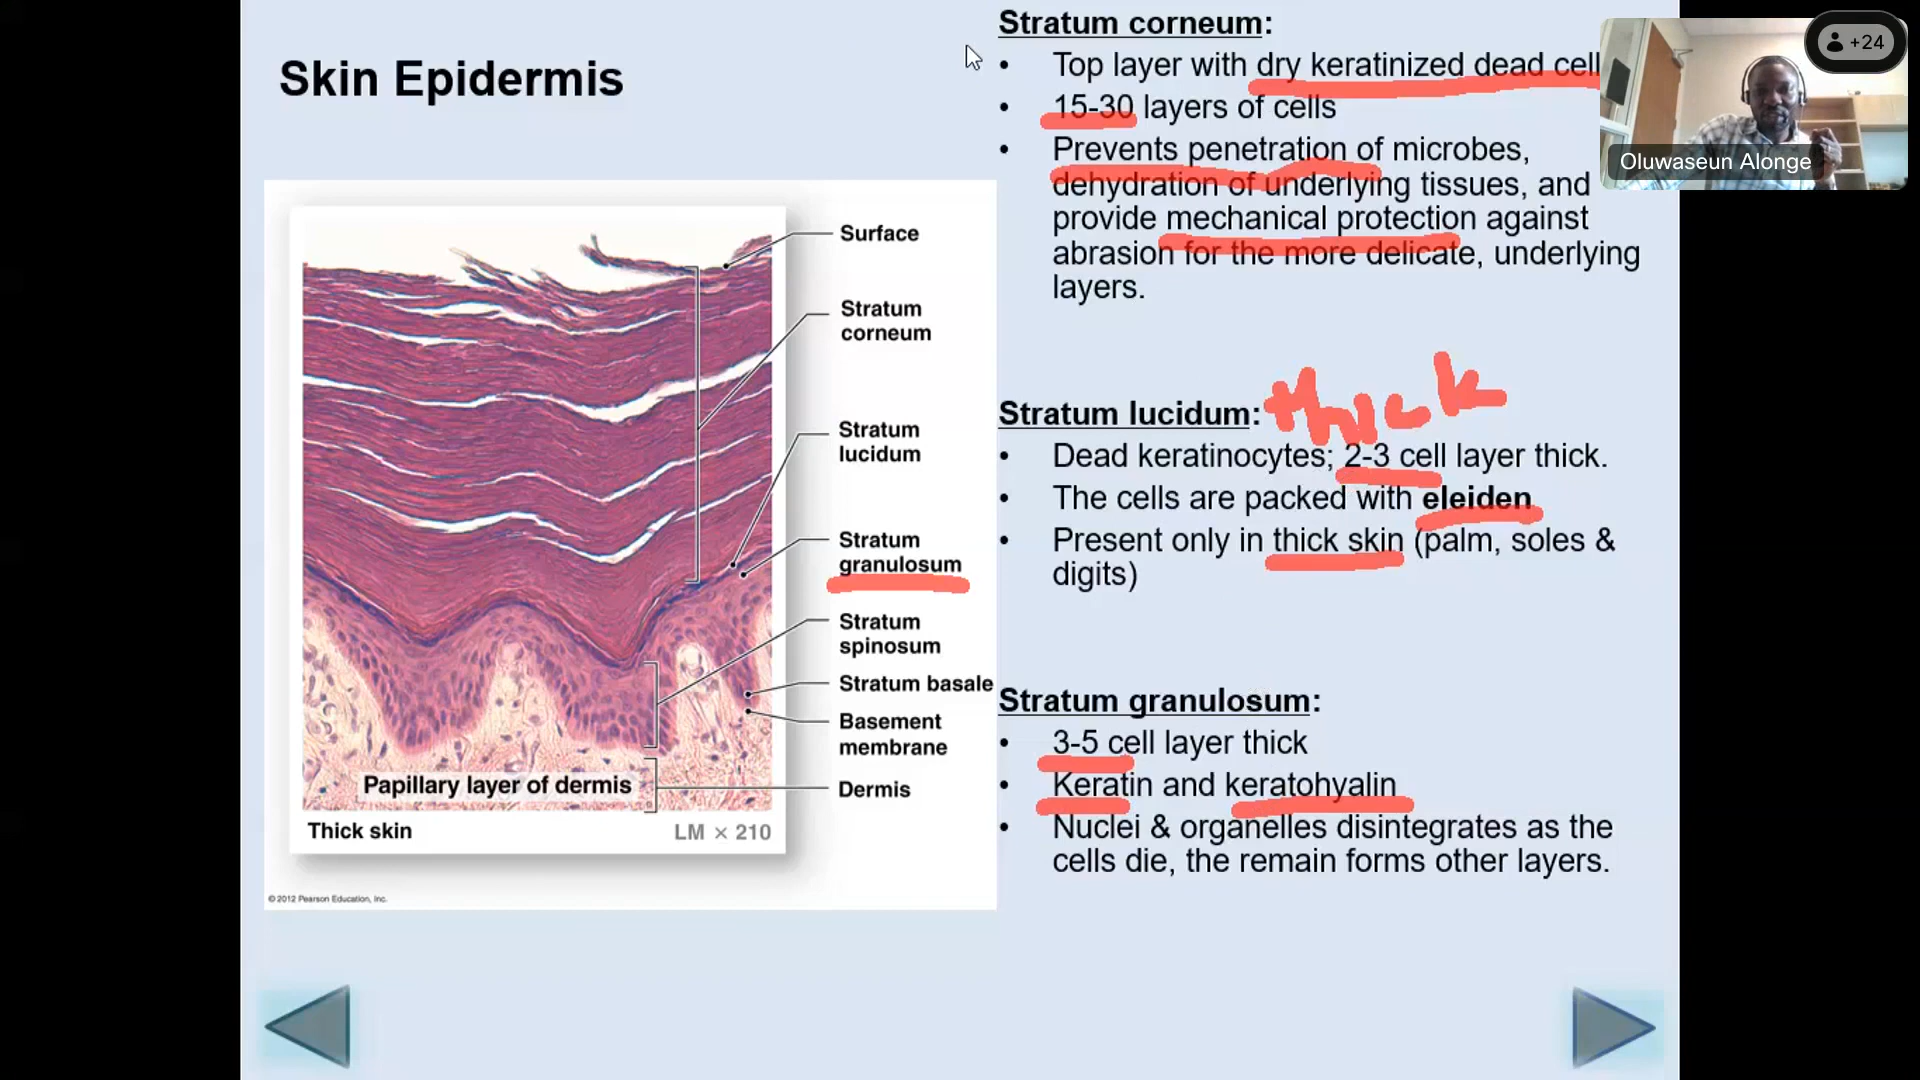 Skin Epidermis
Surface
Stratum
corneum
Stratum
lucidum
Stratum
granulosum
Stratum
spinosum
Stratum basale
Basement
membrane
Dermis
Papillary layer of dermis
Thick skin
LM × 210
© 2012 Pearson Education, Inc.
Stratum corneum:
• Top layer with dry keratinized dead cell
• 15-30 layers of cells
• Prevents penetration of microbes,
dehydration of underlying tissues, and
provide mechanical protection against
abrasion for the more delicate, underlying
layers.
thick
Stratum lucidum:
• Dead keratinocytes; 2-3 cell layer thick.
• The cells are packed with eleiden
• Present only in thick skin (palm, soles &
digits)
Stratum granulosum:
• 3-5 cell layer thick
• Keratin and keratohyalin
• Nuclei & organelles disintegrates as the
cells die, the remain forms other layers.
+24
Oluwaseun Alonge